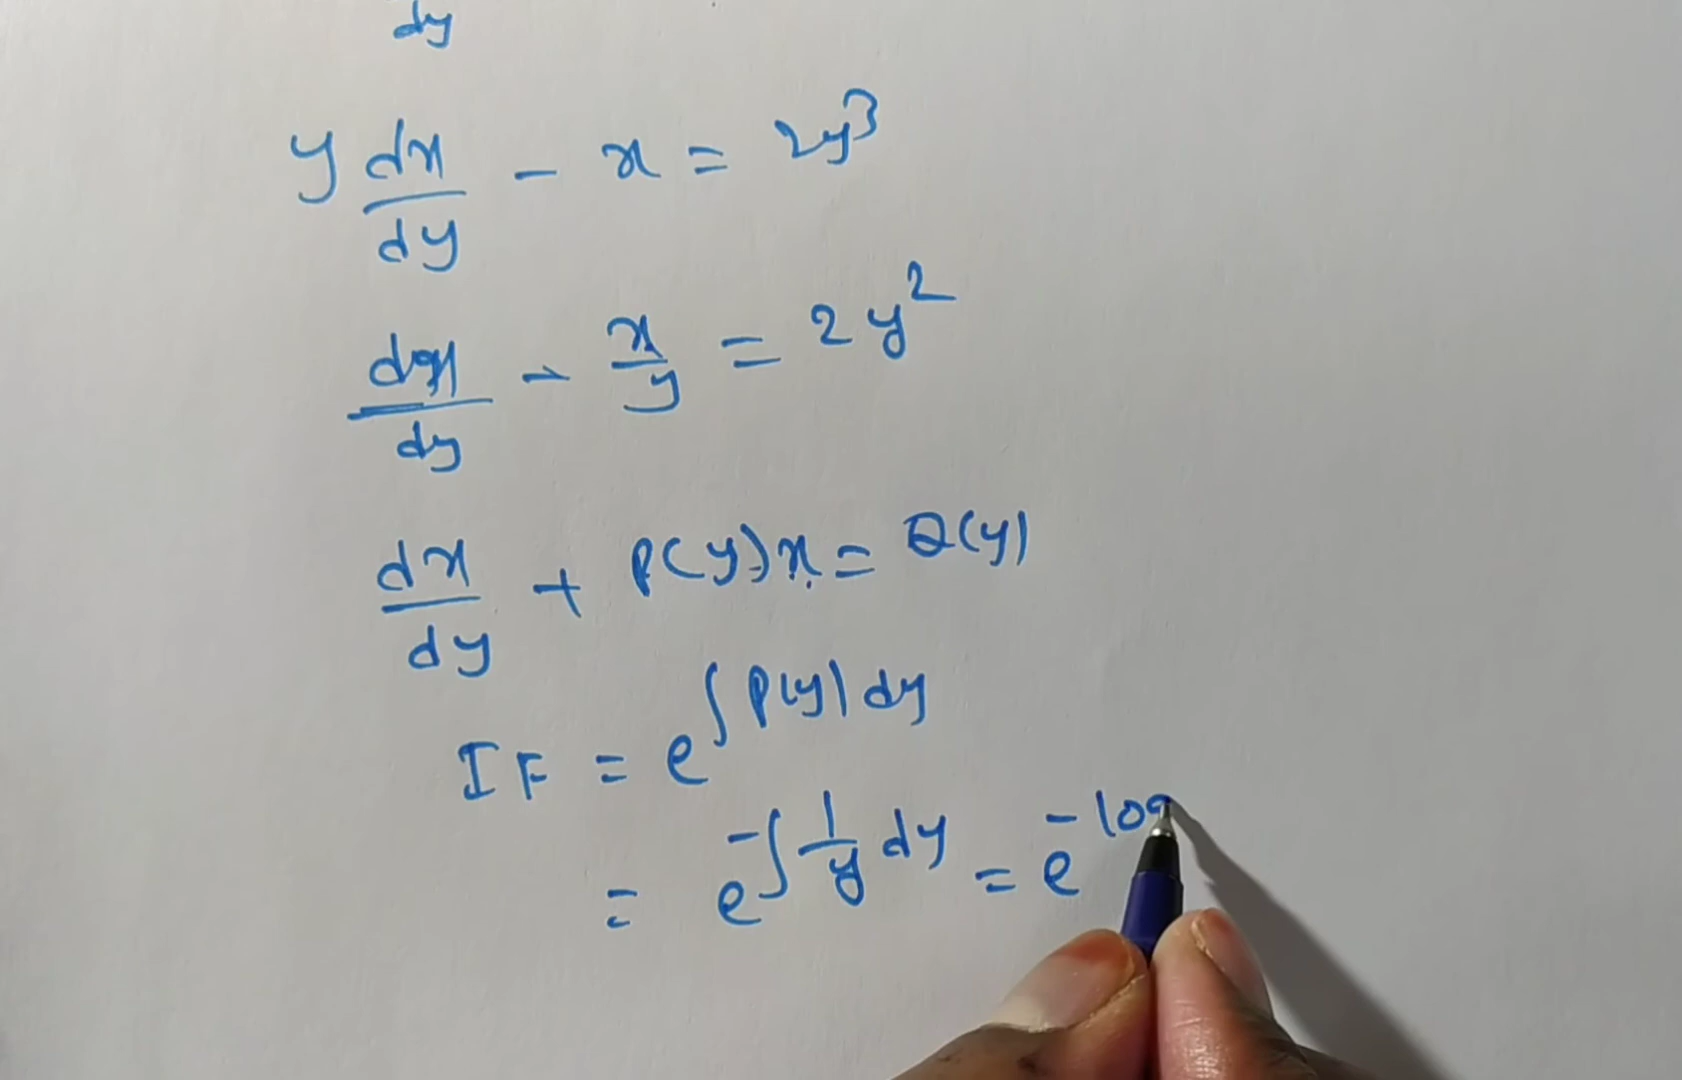 dy
y dx/dy - x = 2y³
dx/dy - x/y = 2y²
dx/dy + P(y)x = Q(y)
IF = e^∫P(y)dy
= e^-∫1/y dy = e^-log